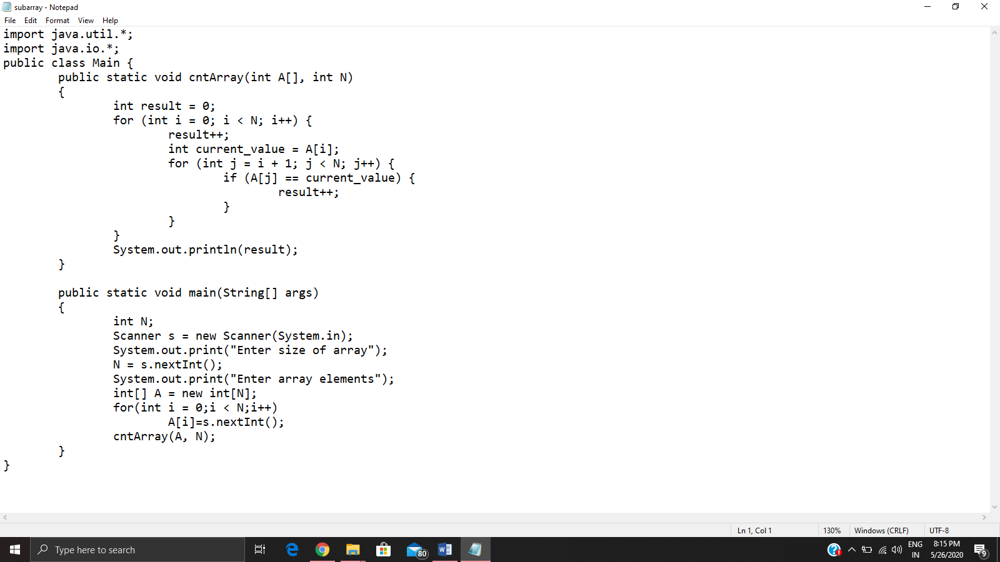 subarray - Notepad
File Edit Format View Help
import java.util.*;
import java.io.*;
public class Main {
        public static void cntArray(int A[], int N)
        {
                int result = 0;
                for (int i = 0; i < N; i++) {
                        result++;
                        int current_value = A[i];
                        for (int j = i + 1; j < N; j++) {
                                if (A[j] == current_value) {
                                        result++;
                                }
                        }
                }
                System.out.println(result);
        }

        public static void main(String[] args)
        {
                int N;
                Scanner s = new Scanner(System.in);
                System.out.print("Enter size of array");
                N = s.nextInt();
                System.out.print("Enter array elements");
                int[] A = new int[N];
                for(int i = 0;i < N;i++)
                        A[i]=s.nextInt();
                cntArray(A, N);
        }
}
Ln 1, Col 1 130% Windows (CRLF) UTF-8
Type here to search 80 W ENG 8:15 PM
IN 5/26/2020 9